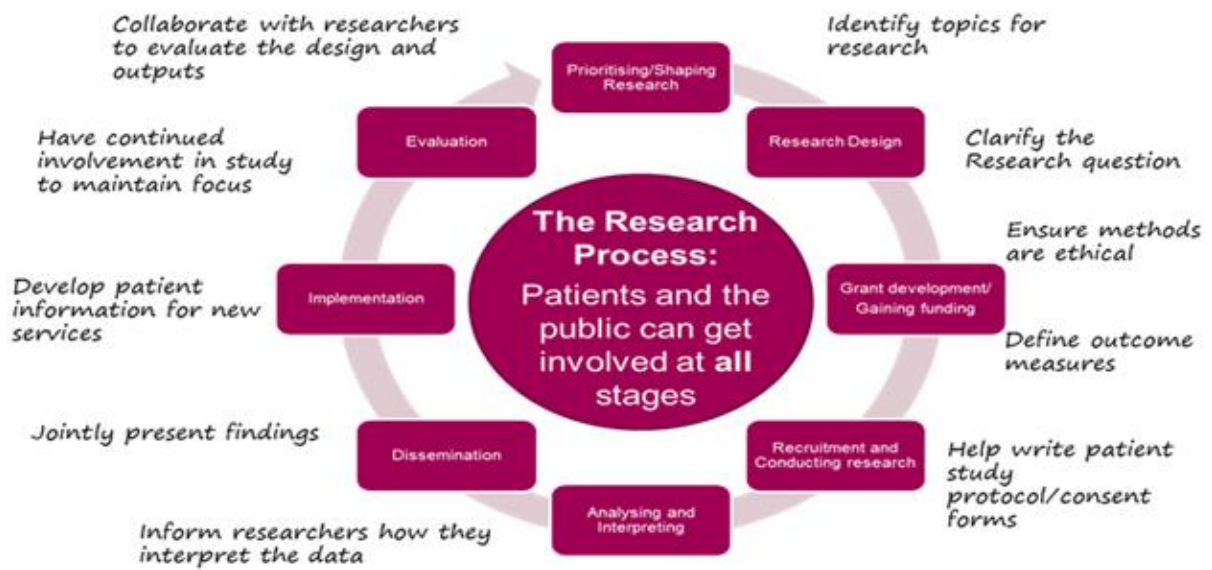 Collaborate with researchers
to evaluate the design and
outputs
Identify topics for
research
Prioritising/Shaping
Research
Have continued
involvement in study
to maintain focus
Evaluation
Research Design
Clarify the
Research question
The Research
Process:
Patients and the
public can get
involved at all
stages
Ensure methods
are ethical
Develop patient
information for new
services
Implementation
Grant development/
Gaining funding
Define outcome
measures
Jointly present findings
Dissemination
Recruitment and
Conducting research
Help write patient
study
protocol/consent
forms
Analysing and
Interpreting
Inform researchers how they
interpret the data